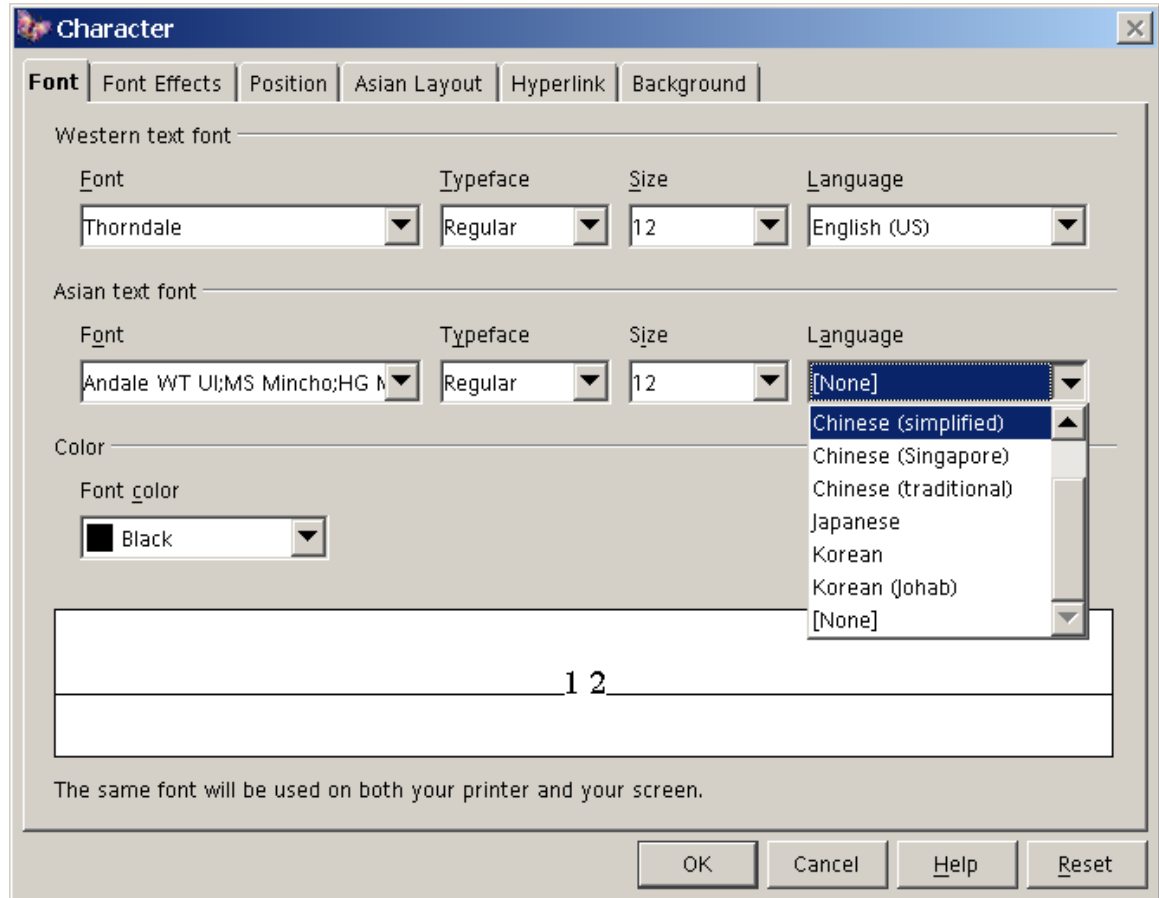 Character
Font Font Effects Position Asian Layout Hyperlink Background
Western text font
Font Typeface Size Language
Thorndale Regular 12 English (US)
Asian text font
Font Typeface Size Language
Andale WT UI;MS Mincho;HG Regular 12 [None]
Chinese (simplified)
Chinese (Singapore)
Chinese (traditional)
Japanese
Korean
Korean (Johab)
[None]
Color
Font color
Black
1 2
The same font will be used on both your printer and your screen.
OK Cancel Help Reset